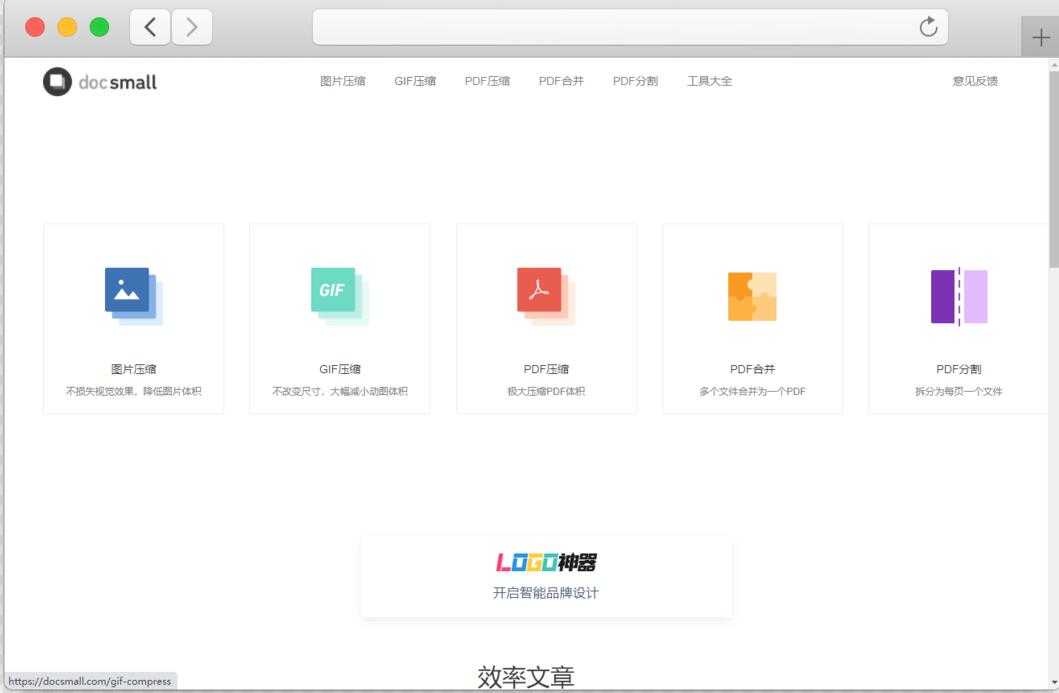 docsmall
图片压缩 GIF压缩 PDF压缩 PDF合并 PDF分割 工具大全 意见反馈
GIF
图片压缩 GIF压缩 PDF压缩 PDF合并 PDF分割
不损失视觉效果，降低图片体积 不改变尺寸、大幅减小动图体积 极大压缩PDF体积 多个文件合并为一个PDF 拆分为每页一个文件
LOGO神器
开启智能品牌设计
效率文章
https://docsmall.com/gif-compress